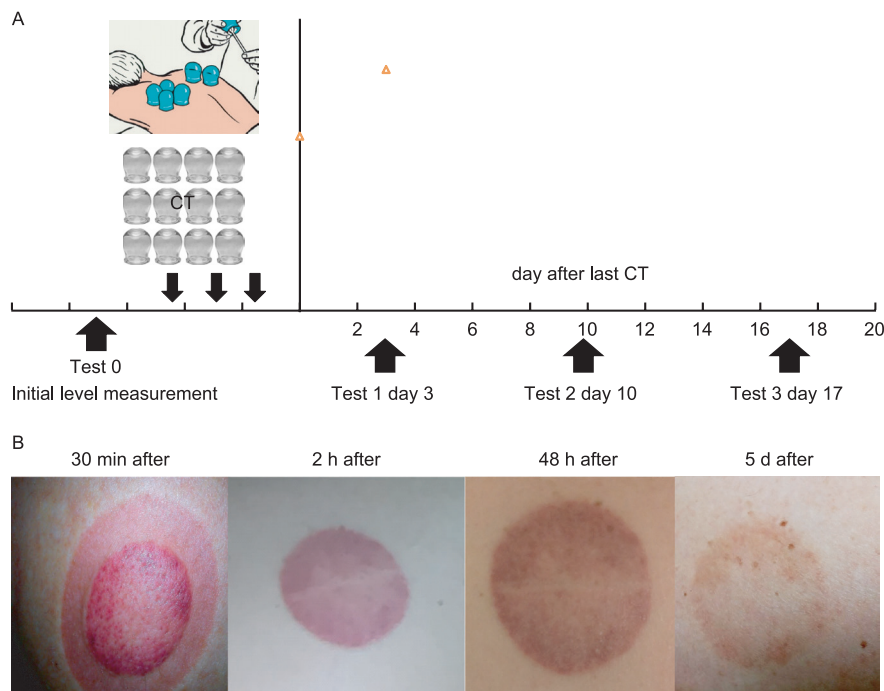 A
CT
day after last CT
2 4 6 8 10 12 14 16 18 20
Test 0
Initial level measurement
Test 1 day 3
Test 2 day 10
Test 3 day 17
B
30 min after
2 h after
48 h after
5 d after